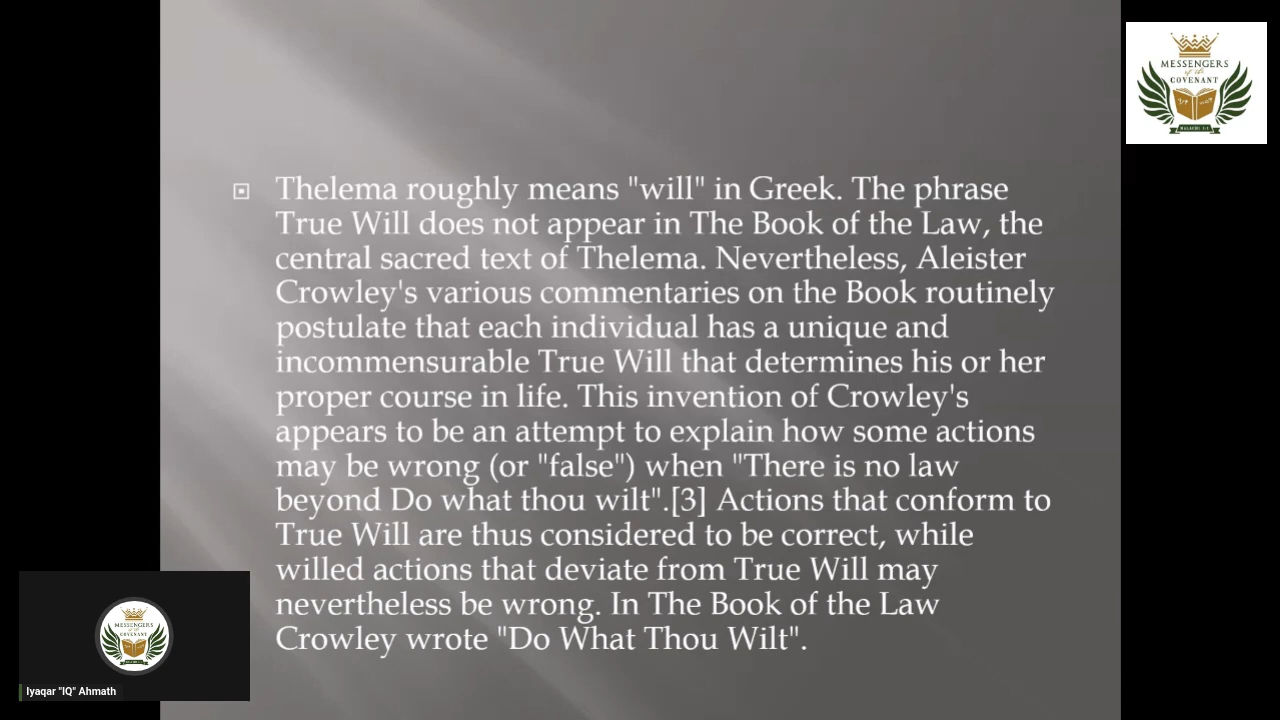 Thelema roughly means "will" in Greek. The phrase
True Will does not appear in The Book of the Law, the
central sacred text of Thelema. Nevertheless, Aleister
Crowley's various commentaries on the Book routinely
postulate that each individual has a unique and
incommensurable True Will that determines his or her
proper course in life. This invention of Crowley's
appears to be an attempt to explain how some actions
may be wrong (or "false") when "There is no law
beyond Do what thou wilt".[3] Actions that conform to
True Will are thus considered to be correct, while
willed actions that deviate from True Will may
nevertheless be wrong. In The Book of the Law
Crowley wrote "Do What Thou Wilt".
MESSENGERS
of the
COVENANT
MESSENGERS
of the
COVENANT
Iyaqar "IQ" Ahmath